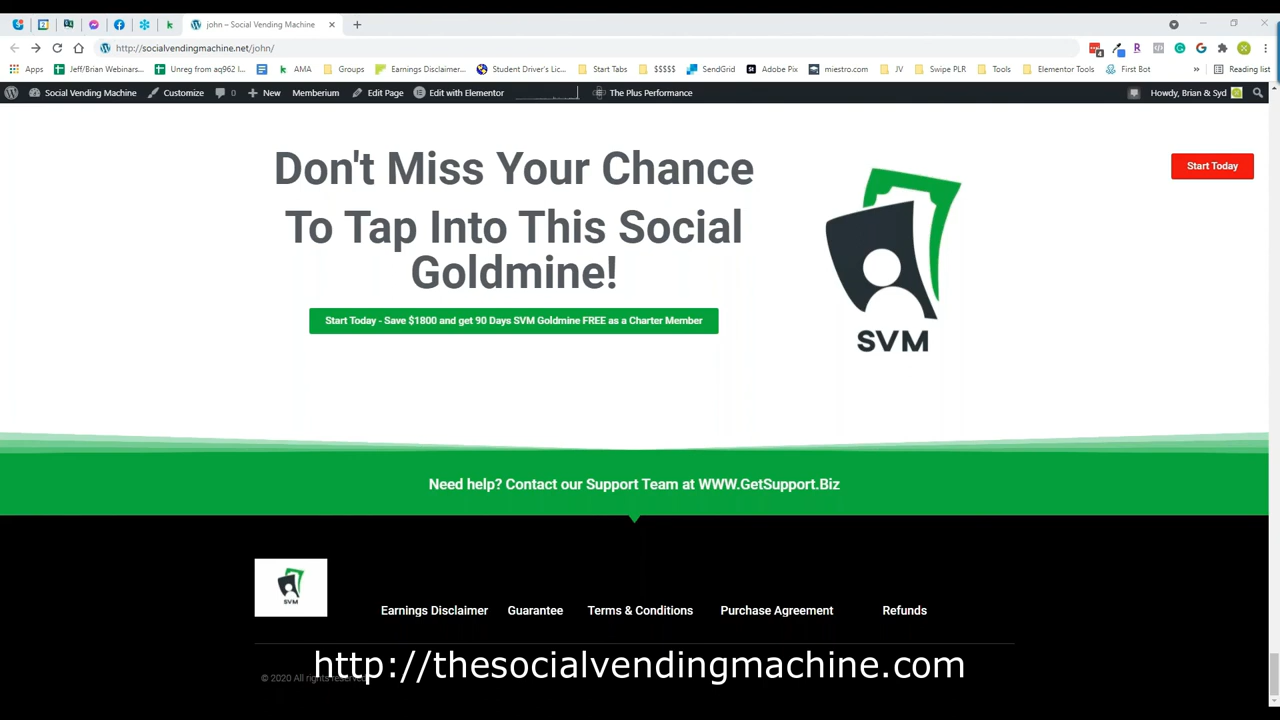 john – Social Vending Machine
http://socialvendingmachine.net/john/
Apps
Jeff/Brian Webinars...
Unreg from aq962 l...
AMA
Groups
Earnings Disclaimer...
Student Driver's Lic...
Start Tabs
$$$$$
SendGrid
Adobe Pix
miestro.com
JV
Swipe PLR
Tools
Elementor Tools
First Bot
»
Reading list
Social Vending Machine
Customize
0
New
Memberium
Edit Page
Edit with Elementor
The Plus Performance
Howdy, Brian & Syd
Don't Miss Your Chance
To Tap Into This Social
Goldmine!
Start Today
Start Today - Save $1800 and get 90 Days SVM Goldmine FREE as a Charter Member
SVM
Need help? Contact our Support Team at WWW.GetSupport.Biz
SVM
Earnings Disclaimer
Guarantee
Terms & Conditions
Purchase Agreement
Refunds
http://thesocialvendingmachine.com
© 2020 All rights reserved